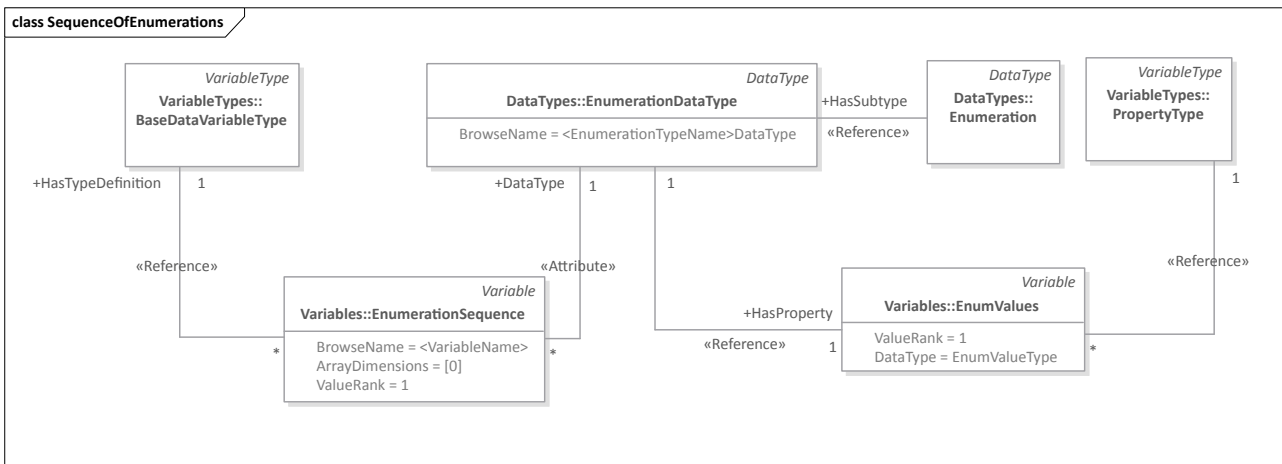 class SequenceOfEnumerations
VariableType
VariableTypes::
BaseDataVariableType
DataType
DataTypes::EnumerationDataType
BrowseName = <EnumerationTypeName>DataType
+HasSubtype
«Reference»
DataType
DataTypes::
Enumeration
VariableType
VariableTypes::
PropertyType
+HasTypeDefinition
1
+DataType
1
1
1
«Reference»
«Attribute»
«Reference»
Variable
Variables::EnumerationSequence
BrowseName = <VariableName>
ArrayDimensions = [0]
ValueRank = 1
*
*
+HasProperty
«Reference»
1
Variable
Variables::EnumValues
ValueRank = 1
DataType = EnumValueType
*